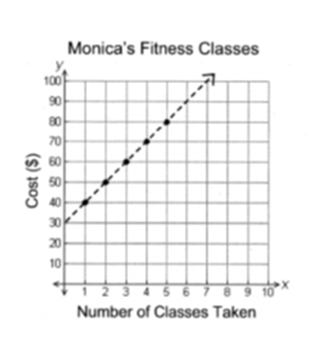 Monica's Fitness Classes
y
100
90
80
70
60
50
40
30
20
10
Cost ($)
1 2 3 4 5 6 7 8 9 10 x
Number of Classes Taken